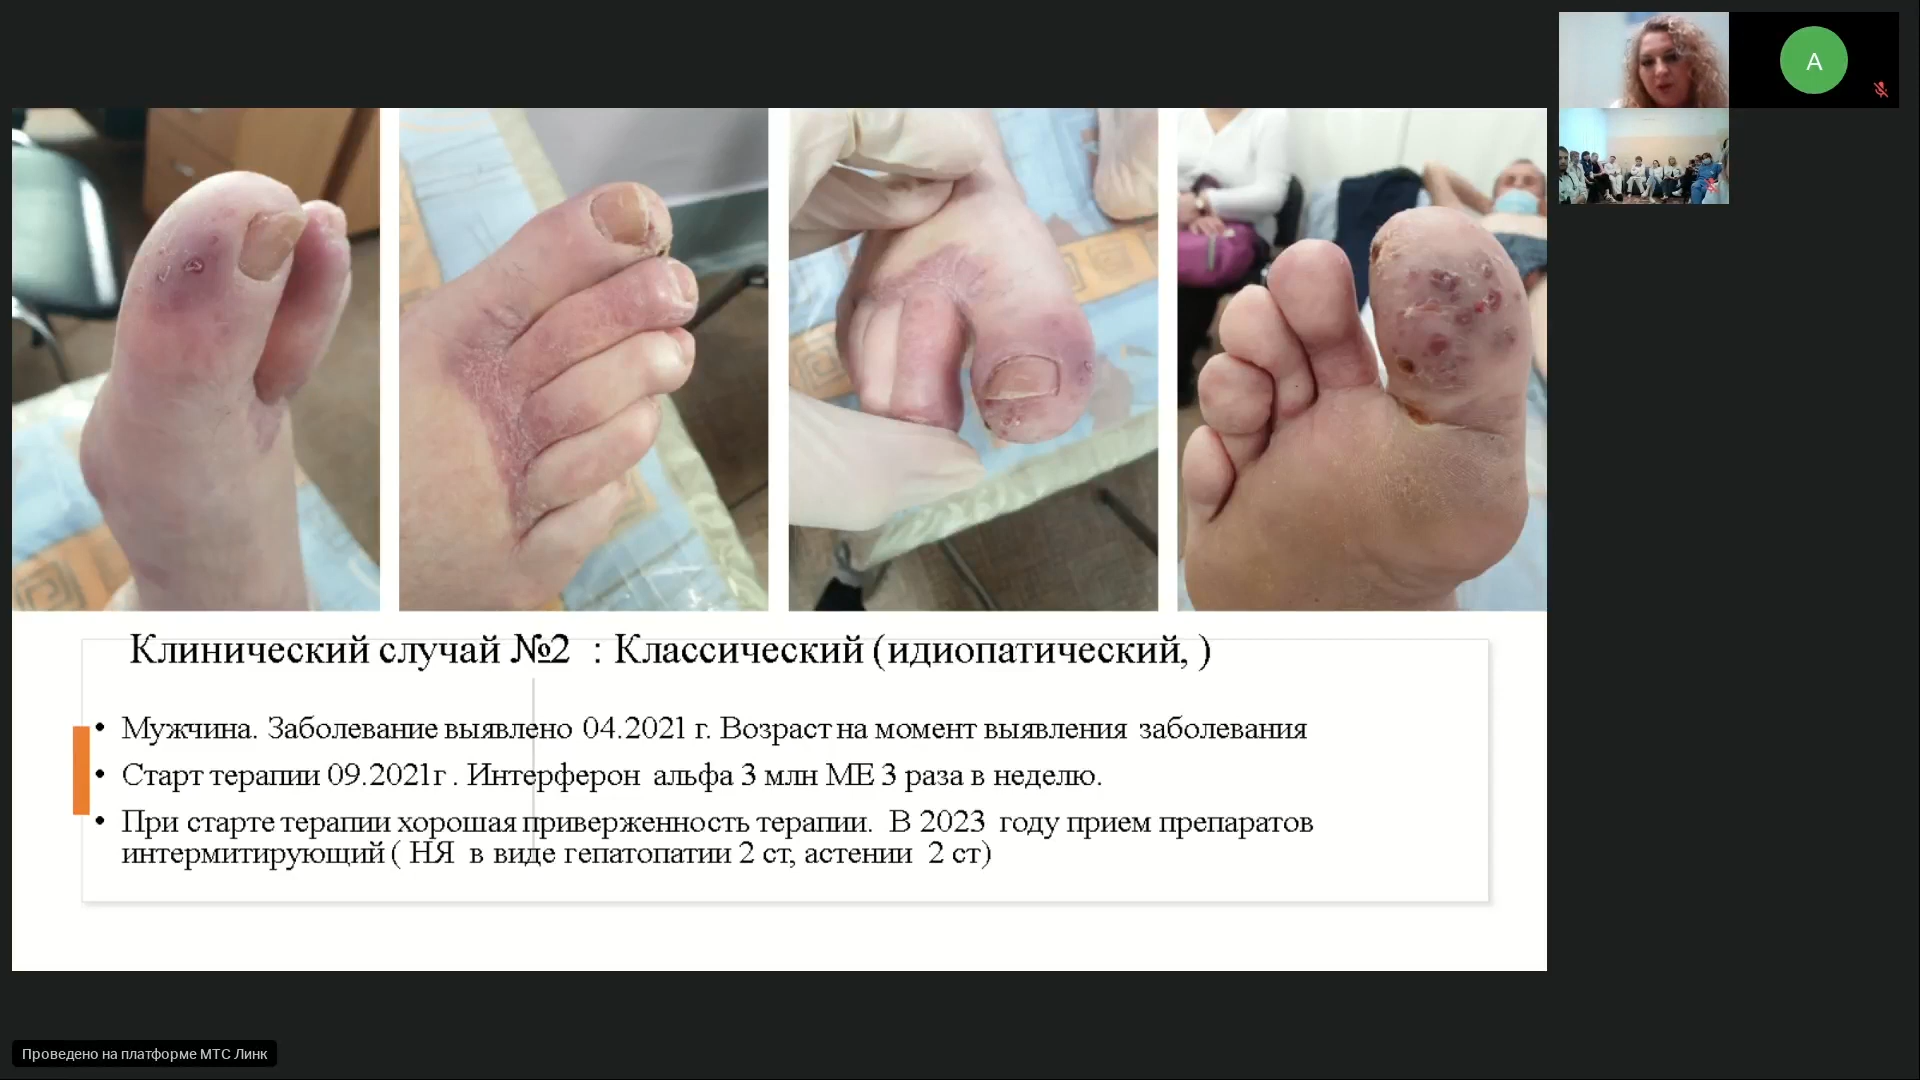 A
Клинический случай №2 : Классический (идиопатический, )
• Мужчина. Заболевание выявлено 04.2021 г. Возраст на момент выявления заболевания
• Старт терапии 09.2021г . Интерферон альфа 3 млн МЕ 3 раза в неделю.
• При старте терапии хорошая приверженность терапии. В 2023 году прием препаратов
интермитирующий ( НЯ в виде гепатопатии 2 ст, астении 2 ст)
Проведено на платформе МТС Линк